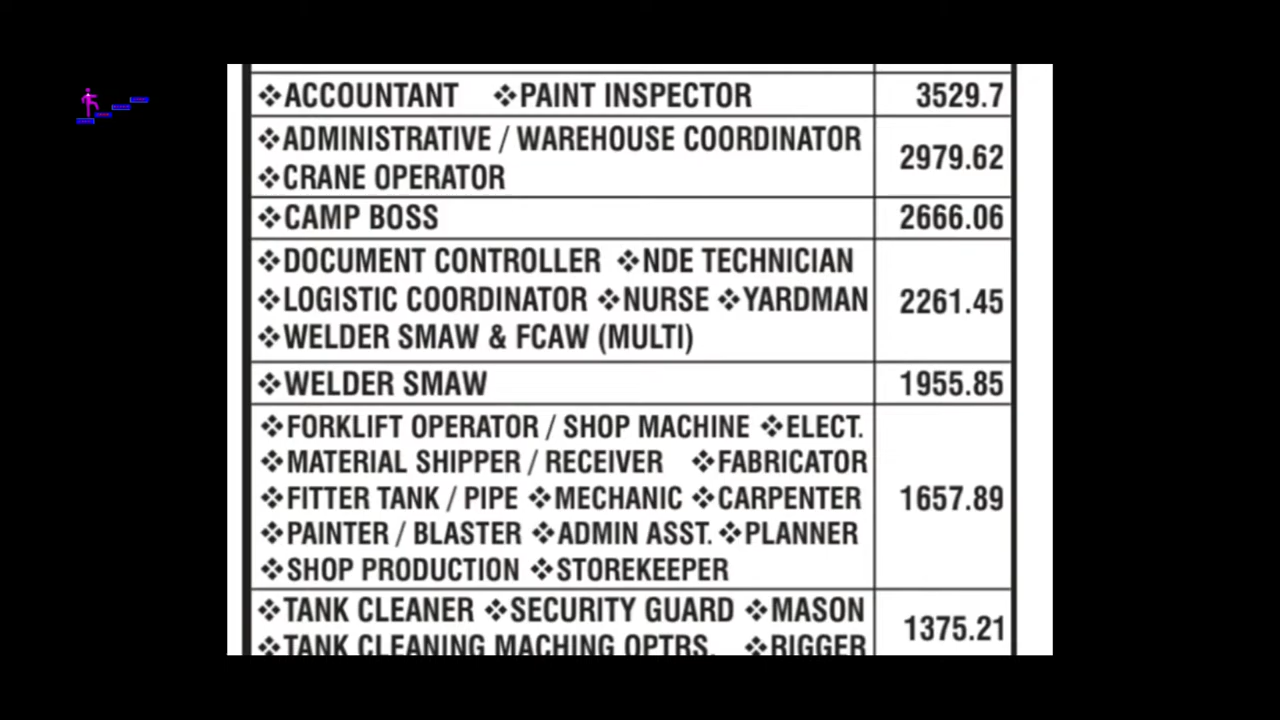 ❖ACCOUNTANT ❖PAINT INSPECTOR 3529.7
❖ADMINISTRATIVE / WAREHOUSE COORDINATOR
❖CRANE OPERATOR 2979.62
❖CAMP BOSS 2666.06
❖DOCUMENT CONTROLLER ❖NDE TECHNICIAN
❖LOGISTIC COORDINATOR ❖NURSE ❖YARDMAN 2261.45
❖WELDER SMAW & FCAW (MULTI)
❖WELDER SMAW 1955.85
❖FORKLIFT OPERATOR / SHOP MACHINE ❖ELECT.
❖MATERIAL SHIPPER / RECEIVER ❖FABRICATOR
❖FITTER TANK / PIPE ❖MECHANIC ❖CARPENTER 1657.89
❖PAINTER / BLASTER ❖ADMIN ASST. ❖PLANNER
❖SHOP PRODUCTION ❖STOREKEEPER
❖TANK CLEANER ❖SECURITY GUARD ❖MASON 1375.21
❖TANK CLEANING MACHING OPTRS. ❖RIGGER